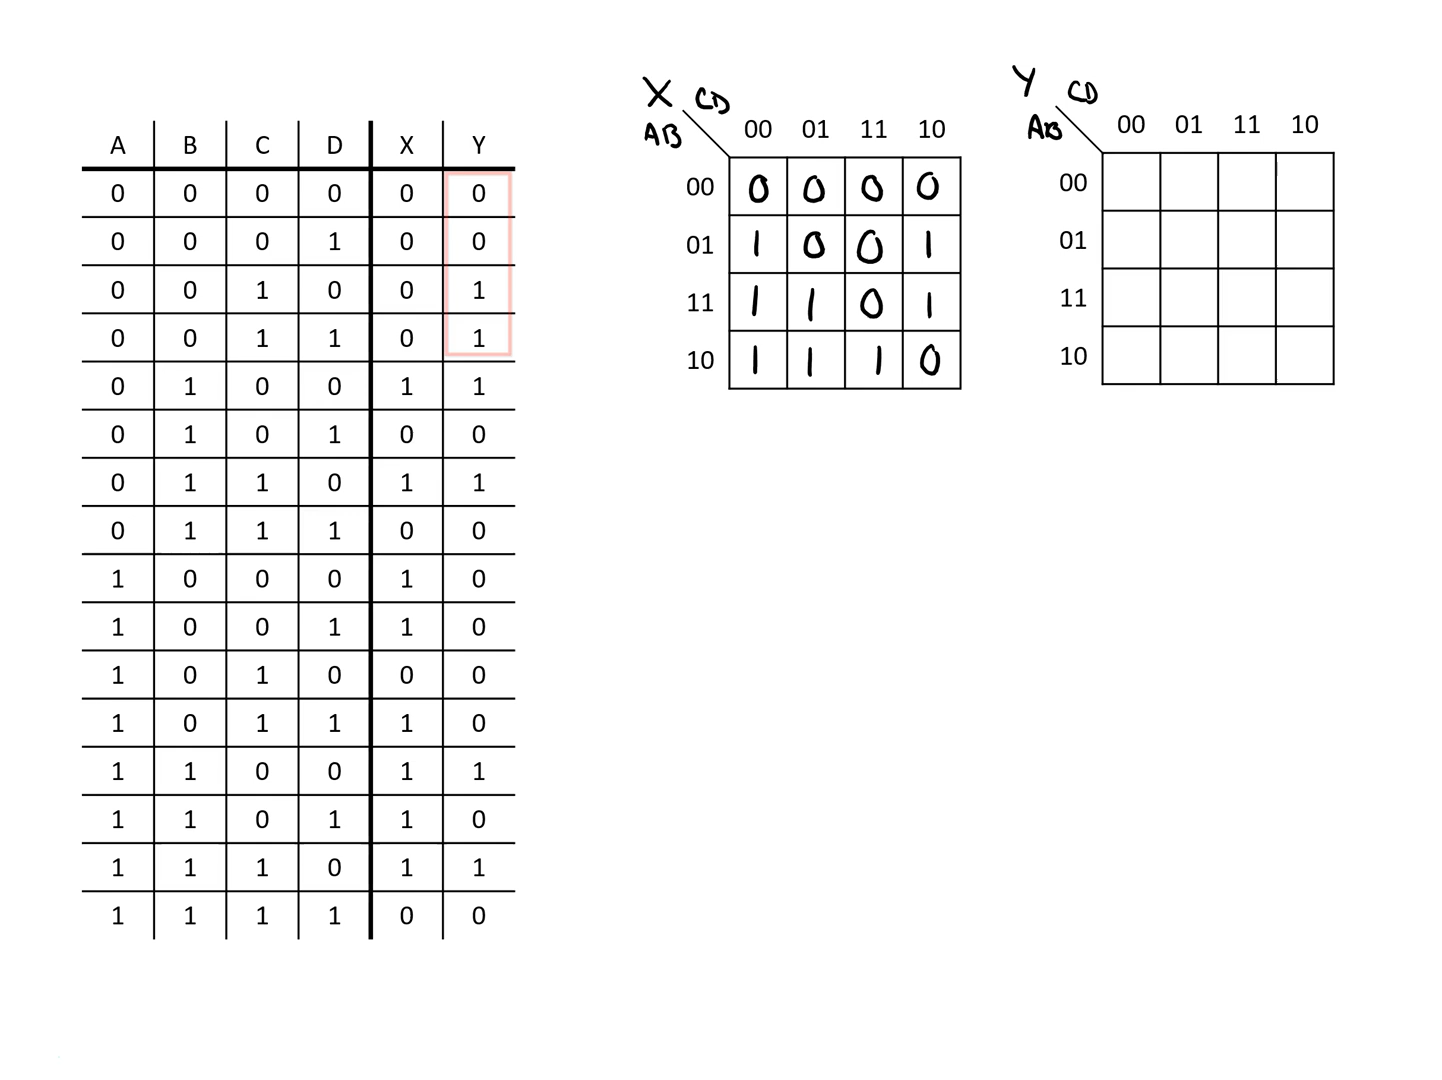 A B C D X Y
0 0 0 0 0 0
0 0 0 1 0 0
0 0 1 0 0 1
0 0 1 1 0 1
0 1 0 0 1 1
0 1 0 1 0 0
0 1 1 0 1 1
0 1 1 1 0 0
1 0 0 0 1 0
1 0 0 1 1 0
1 0 1 0 0 0
1 0 1 1 1 0
1 1 0 0 1 1
1 1 0 1 1 0
1 1 1 0 1 1
1 1 1 1 0 0
X CD
AB 00 01 11 10
00 0 0 0 0
01 1 0 0 1
11 1 1 0 1
10 1 1 1 0
Y CD
AB 00 01 11 10
00
01
11
10